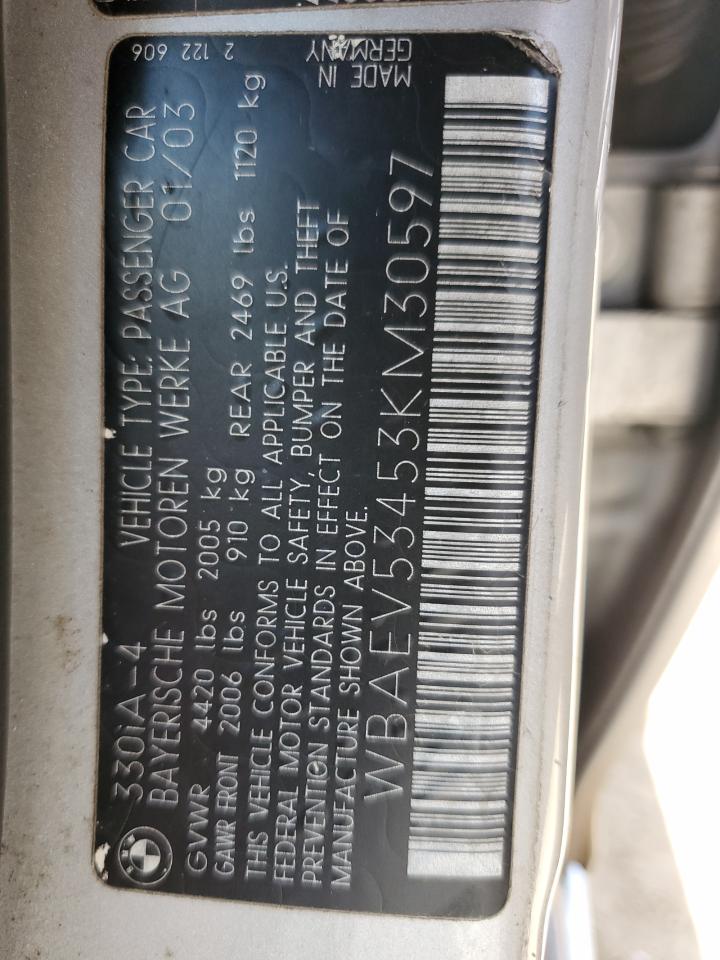 330iA-4 VEHICLE TYPE: PASSENGER CAR
BAYERISCHE MOTOREN WERKE AG 01/03
GVWR 4420 lbs 2005 kg
GAWR FRONT 2006 lbs 910 kg REAR 2469 lbs 1120 kg
THIS VEHICLE CONFORMS TO ALL APPLICABLE U.S.
FEDERAL MOTOR VEHICLE SAFETY, BUMPER AND THEFT
PREVENTION STANDARDS IN EFFECT ON THE DATE OF
MANUFACTURE SHOWN ABOVE.
WBAEV53453KM30597
2 122 606
MADE IN
GERMANY